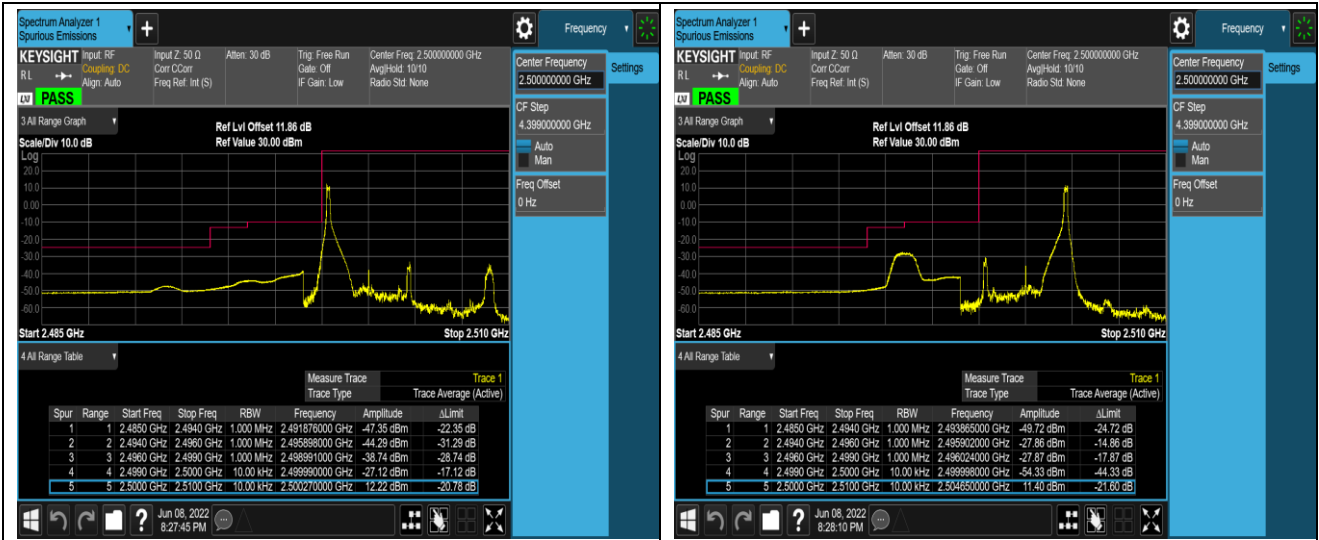 Spectrum Analyzer 1
Spurious Emissions
+
Frequency
KEYSIGHT Input: RF Input Z: 50 Ω Atten: 30 dB Trig: Free Run Center Freq: 2.500000000 GHz
RL Coupling: DC Corr CCorr Gate: Off Avg|Hold: 10/10
Align: Auto Freq Ref: Int (S) IF Gain: Low Radio Std: None
LXI PASS
Center Frequency
2.500000000 GHz
Settings
CF Step
4.399000000 GHz
Auto
Man
Freq Offset
0 Hz
3 All Range Graph
Ref Lvl Offset 11.86 dB
Scale/Div 10.0 dB Ref Value 30.00 dBm
Log
20.0
10.0
0.00
-10.0
-20.0
-30.0
-40.0
-50.0
-60.0
Start 2.485 GHz Stop 2.510 GHz
4 All Range Table
Measure Trace Trace 1
Trace Type Trace Average (Active)
Spur Range Start Freq Stop Freq RBW Frequency Amplitude ΔLimit
1 1 2.4850 GHz 2.4940 GHz 1.000 MHz 2.491876000 GHz -47.35 dBm -22.35 dB
2 2 2.4940 GHz 2.4960 GHz 1.000 MHz 2.495898000 GHz -44.29 dBm -31.29 dB
3 3 2.4960 GHz 2.4990 GHz 1.000 MHz 2.498991000 GHz -38.74 dBm -28.74 dB
4 4 2.4990 GHz 2.5000 GHz 10.00 kHz 2.499990000 GHz -27.12 dBm -17.12 dB
5 5 2.5000 GHz 2.5100 GHz 10.00 kHz 2.500270000 GHz 12.22 dBm -20.78 dB
?
Jun 08, 2022
8:27:45 PM
Spectrum Analyzer 1
Spurious Emissions
+
Frequency
KEYSIGHT Input: RF Input Z: 50 Ω Atten: 30 dB Trig: Free Run Center Freq: 2.500000000 GHz
RL Coupling: DC Corr CCorr Gate: Off Avg|Hold: 10/10
Align: Auto Freq Ref: Int (S) IF Gain: Low Radio Std: None
LXI PASS
Center Frequency
2.500000000 GHz
Settings
CF Step
4.399000000 GHz
Auto
Man
Freq Offset
0 Hz
3 All Range Graph
Ref Lvl Offset 11.86 dB
Scale/Div 10.0 dB Ref Value 30.00 dBm
Log
20.0
10.0
0.00
-10.0
-20.0
-30.0
-40.0
-50.0
-60.0
Start 2.485 GHz Stop 2.510 GHz
4 All Range Table
Measure Trace Trace 1
Trace Type Trace Average (Active)
Spur Range Start Freq Stop Freq RBW Frequency Amplitude ΔLimit
1 1 2.4850 GHz 2.4940 GHz 1.000 MHz 2.493865000 GHz -49.72 dBm -24.72 dB
2 2 2.4940 GHz 2.4960 GHz 1.000 MHz 2.495902000 GHz -27.86 dBm -14.86 dB
3 3 2.4960 GHz 2.4990 GHz 1.000 MHz 2.496024000 GHz -27.87 dBm -17.87 dB
4 4 2.4990 GHz 2.5000 GHz 10.00 kHz 2.499998000 GHz -54.33 dBm -44.33 dB
5 5 2.5000 GHz 2.5100 GHz 10.00 kHz 2.504650000 GHz 11.40 dBm -21.60 dB
?
Jun 08, 2022
8:28:10 PM